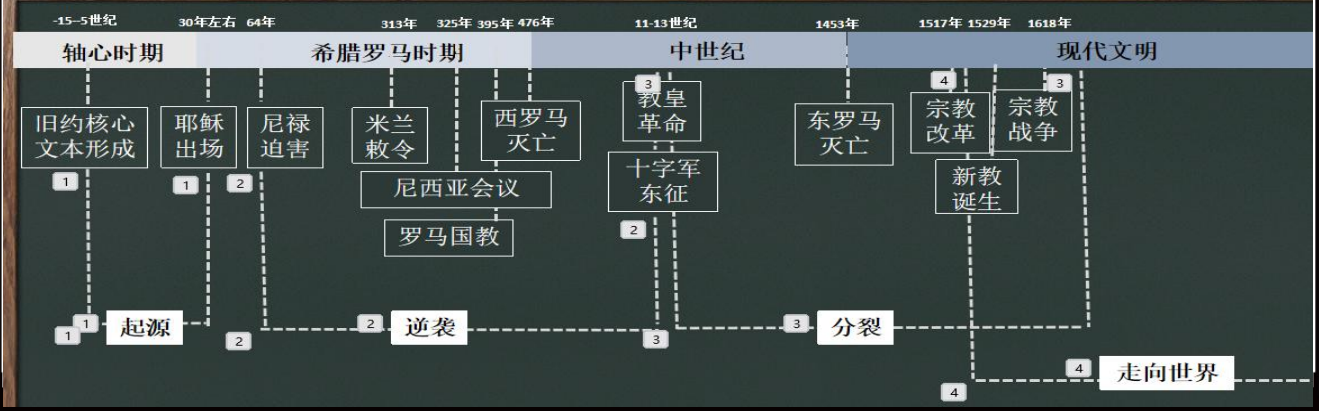 -15--5世纪
30年左右
64年
313年
325年
395年
476年
11-13世纪
1453年
1517年
1529年
1618年
轴心时期
希腊罗马时期
中世纪
现代文明
3
4
3
旧约核心
文本形成
耶稣
出场
尼禄
迫害
米兰
敕令
西罗马
灭亡
教皇
革命
东罗马
灭亡
宗教
改革
宗教
战争
1
1
2
尼西亚会议
十字军
东征
新教
诞生
罗马国教
2
1
起源
1
2
2
逆袭
3
3
分裂
4
走向世界
4